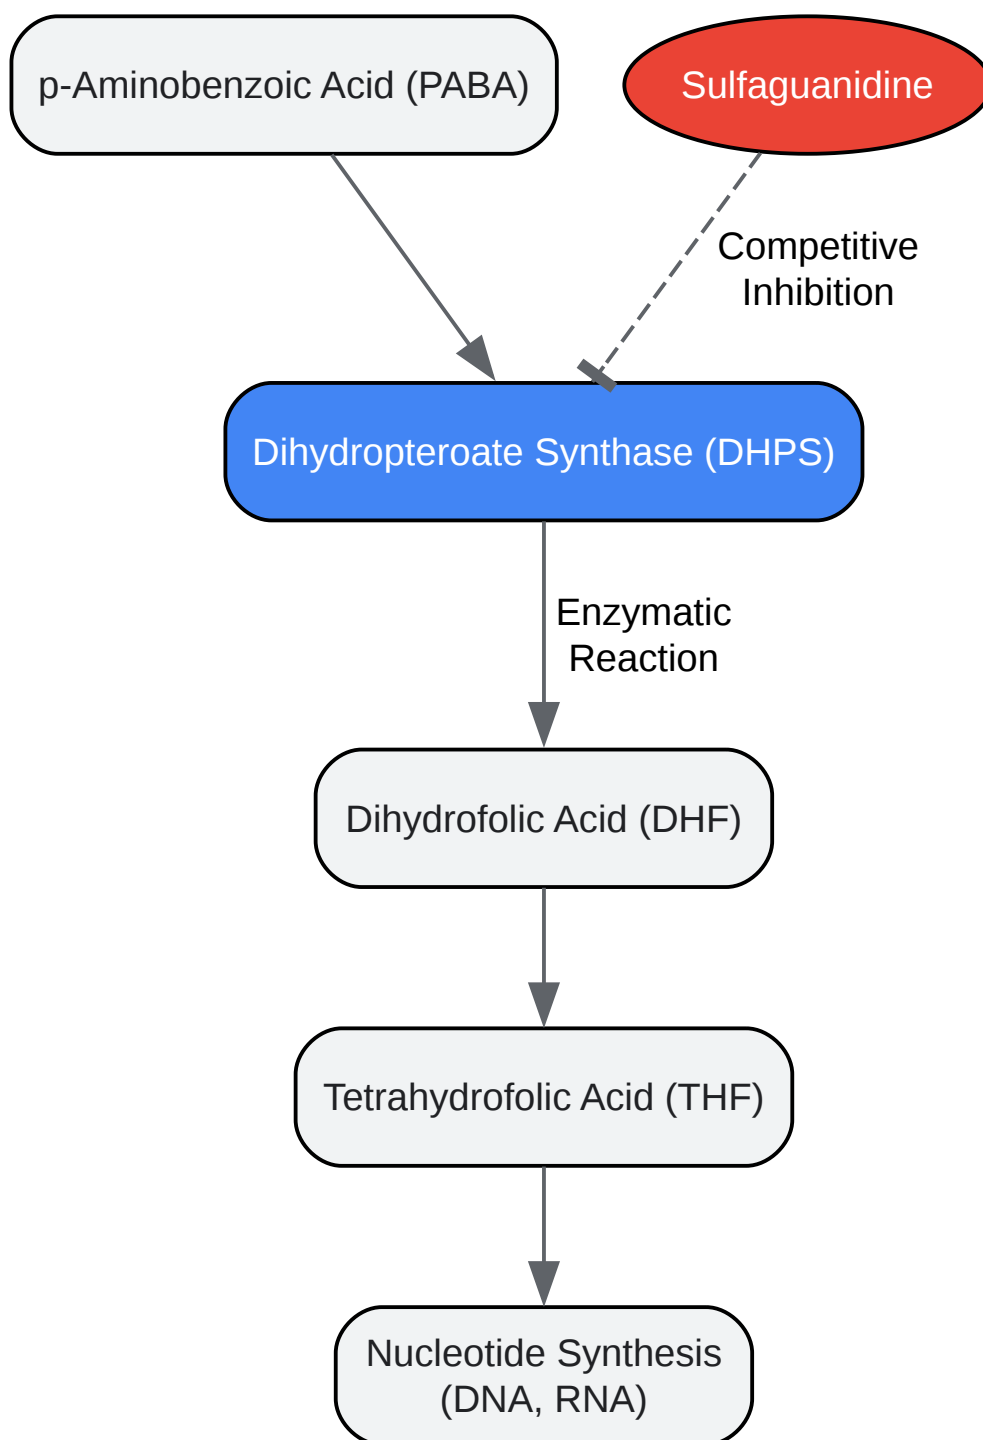 p-Aminobenzoic Acid (PABA)
Sulfaguanidine
Competitive
Inhibition
Dihydropteroate Synthase (DHPS)
Enzymatic
Reaction
Dihydrofolic Acid (DHF)
Tetrahydrofolic Acid (THF)
Nucleotide Synthesis
(DNA, RNA)